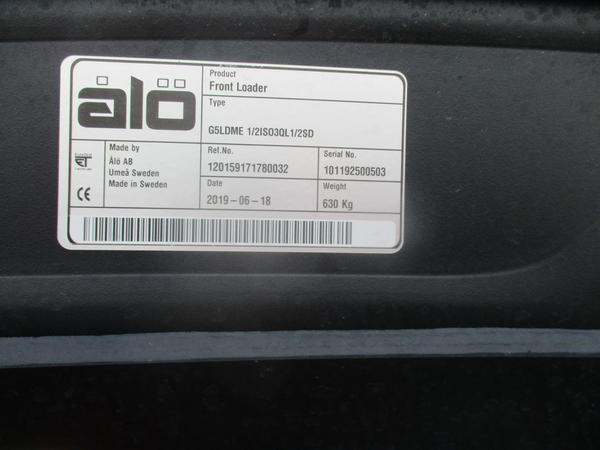 ålö
Product
Front Loader
Type
G5LDME 1/2ISO3QL1/2SD
Made by
Ålö AB
Umeå Sweden
Made in Sweden
Ref.No.
120159171780032
Serial No.
101192500503
Date
2019-06-18
Weight
630 Kg
CE